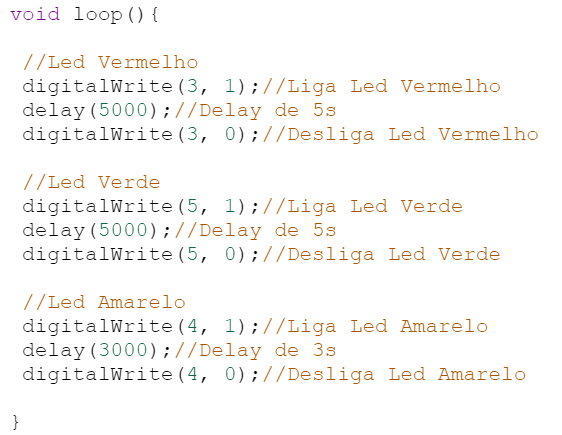 void loop(){
//Led Vermelho
digitalWrite(3, 1);//Liga Led Vermelho
delay(5000);//Delay de 5s
digitalWrite(3, 0);//Desliga Led Vermelho
//Led Verde
digitalWrite(5, 1);//Liga Led Verde
delay(5000);//Delay de 5s
digitalWrite(5, 0);//Desliga Led Verde
//Led Amarelo
digitalWrite(4, 1);//Liga Led Amarelo
delay(3000);//Delay de 3s
digitalWrite(4, 0);//Desliga Led Amarelo
}